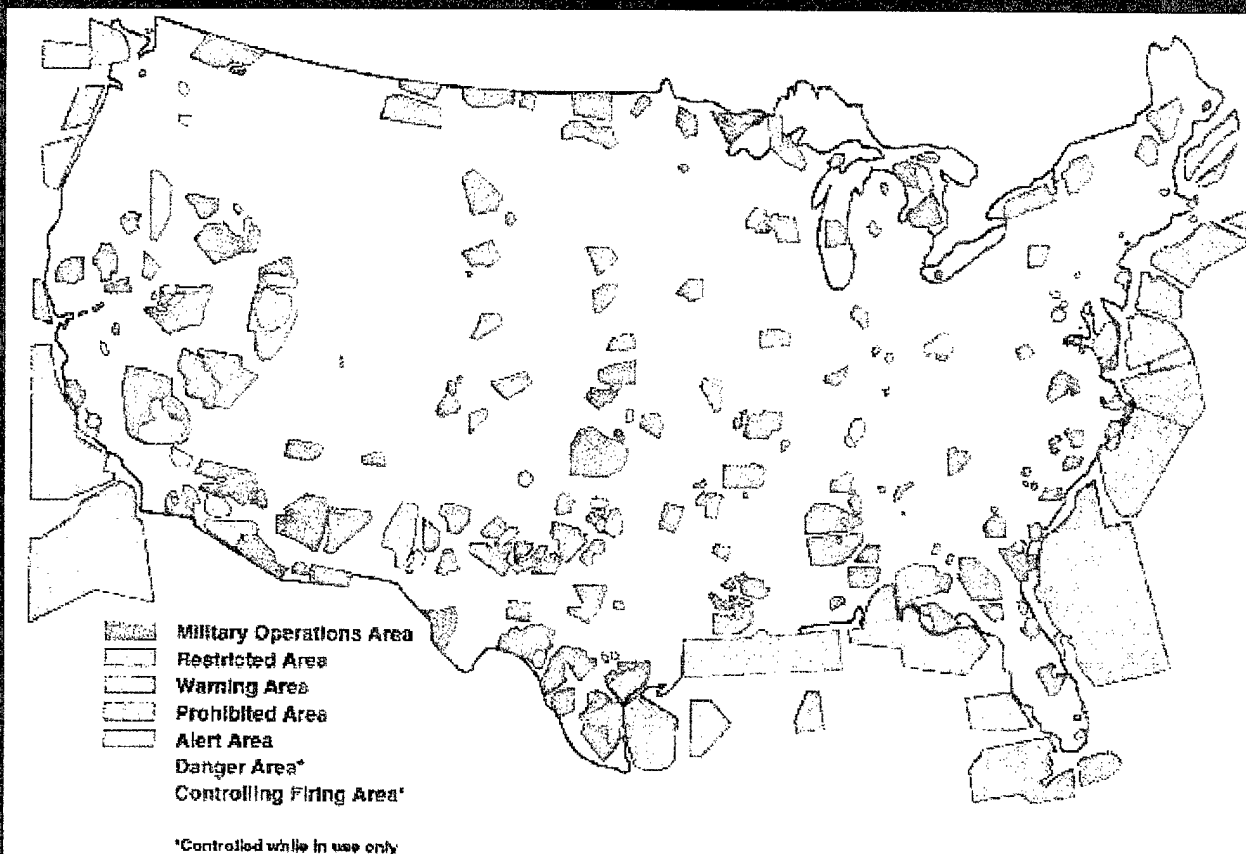 Military Operations Area
Restricted Area
Warning Area
Prohibited Area
Alert Area
Danger Area*
Controlling Firing Area*
*Controlled while in use only